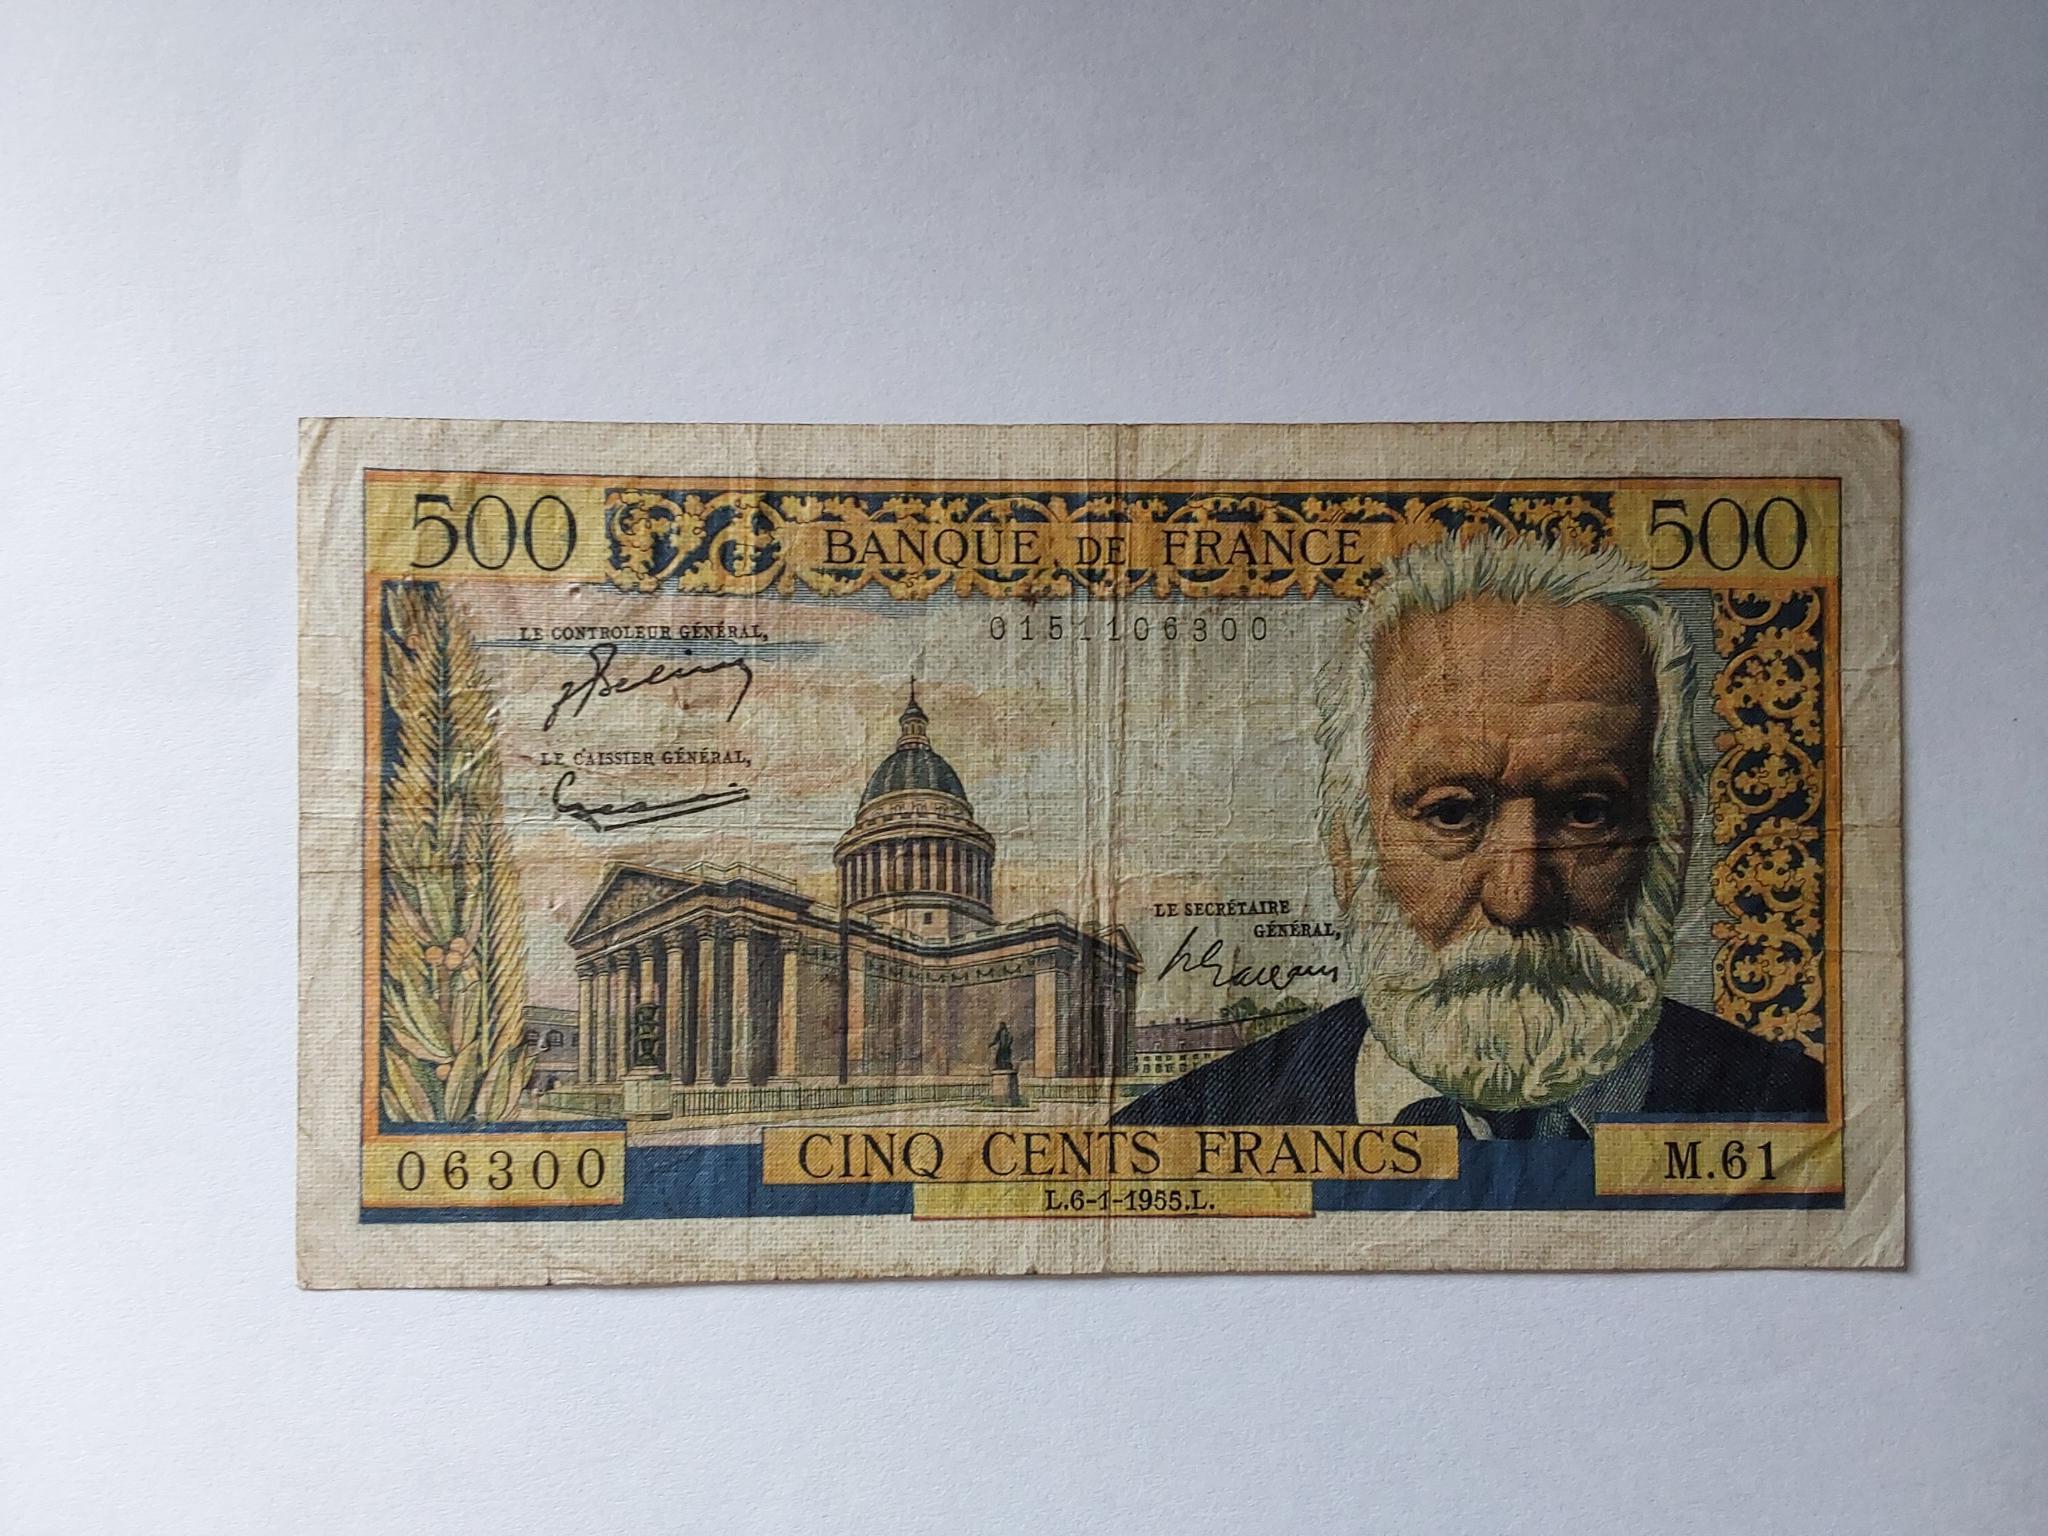 500 BANQUE DE FRANCE 500
LE CONTROLEUR GÉNÉRAL,
0151106300
LE CAISSIER GÉNÉRAL,
LE SECRÉTAIRE
GÉNÉRAL,
06300
CINQ CENTS FRANCS
M.61
L.6-1-1955.L.